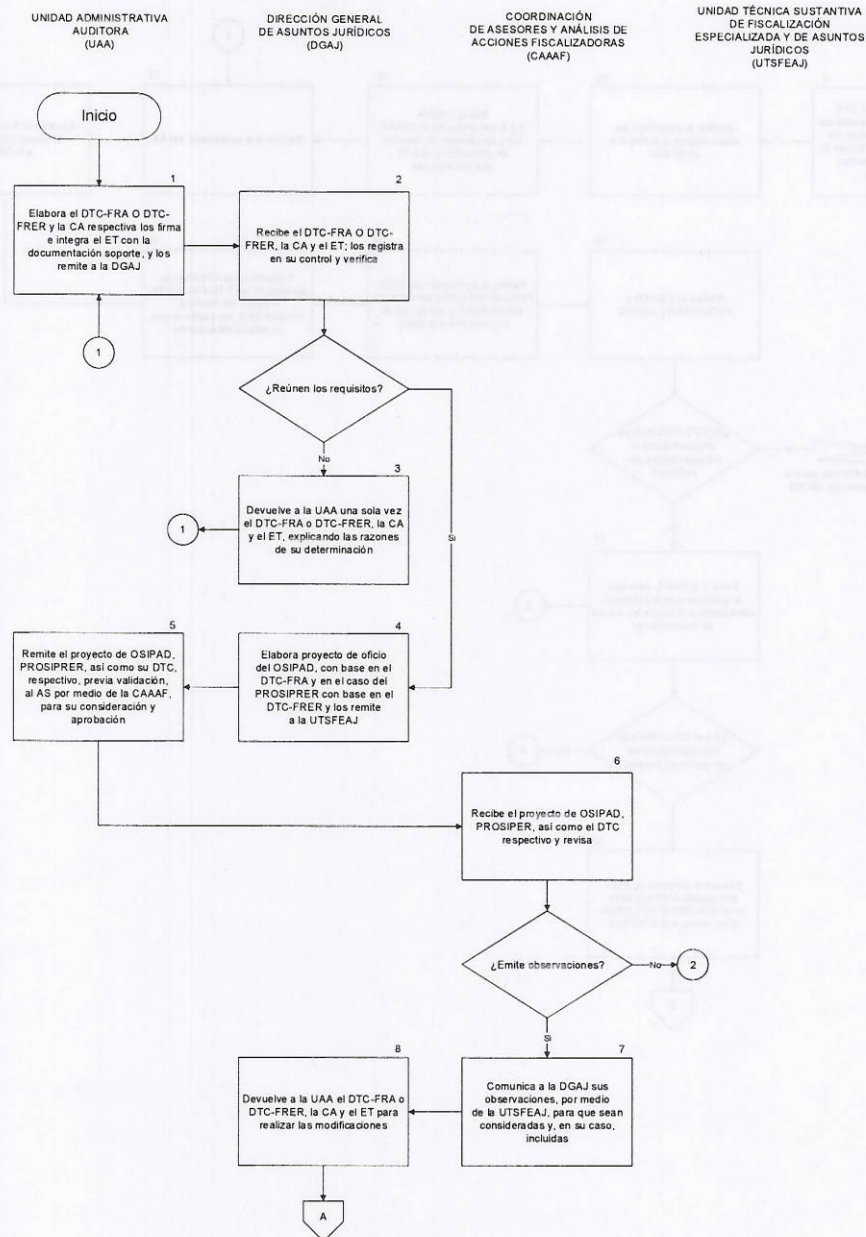 UNIDAD ADMINISTRATIVA
AUDITORA
(UAA)
DIRECCIÓN GENERAL
DE ASUNTOS JURÍDICOS
(DGAJ)
COORDINACIÓN
DE ASESORES Y ANÁLISIS DE
ACCIONES FISCALIZADORAS
(CAAAF)
UNIDAD TÉCNICA SUSTANTIVA
DE FISCALIZACIÓN
ESPECIALIZADA Y DE ASUNTOS
JURÍDICOS
(UTSFEAJ)
Inicio
1
Elabora el DTC-FRA O DTC-
FRER y la CA respectiva los firma
e integra el ET con la
documentación soporte, y los
remite a la DGAJ
1
2
Recibe el DTC-FRA O DTC-
FRER, la CA y el ET; los registra
en su control y verifica
¿Reúnen los requisitos?
No
Si
3
Devuelve a la UAA una sola vez
el DTC-FRA o DTC-FRER, la CA
y el ET, explicando las razones
de su determinación
1
4
Elabora proyecto de oficio
del OSIPAD, con base en el
DTC-FRA y en el caso del
PROSIPRER con base en el
DTC-FRER y los remite
a la UTSFEAJ
5
Remite el proyecto de OSIPAD,
PROSIPRER, así como su DTC,
respectivo, previa validación,
al AS por medio de la CAAAF,
para su consideración y
aprobación
6
Recibe el proyecto de OSIPAD,
PROSIPER, así como el DTC
respectivo y revisa
¿Emite observaciones?
No
2
Si
7
Comunica a la DGAJ sus
observaciones, por medio
de la UTSFEAJ, para que sean
consideradas y, en su caso,
incluidas
8
Devuelve a la UAA el DTC-FRA o
DTC-FRER, la CA y el ET para
realizar las modificaciones
A